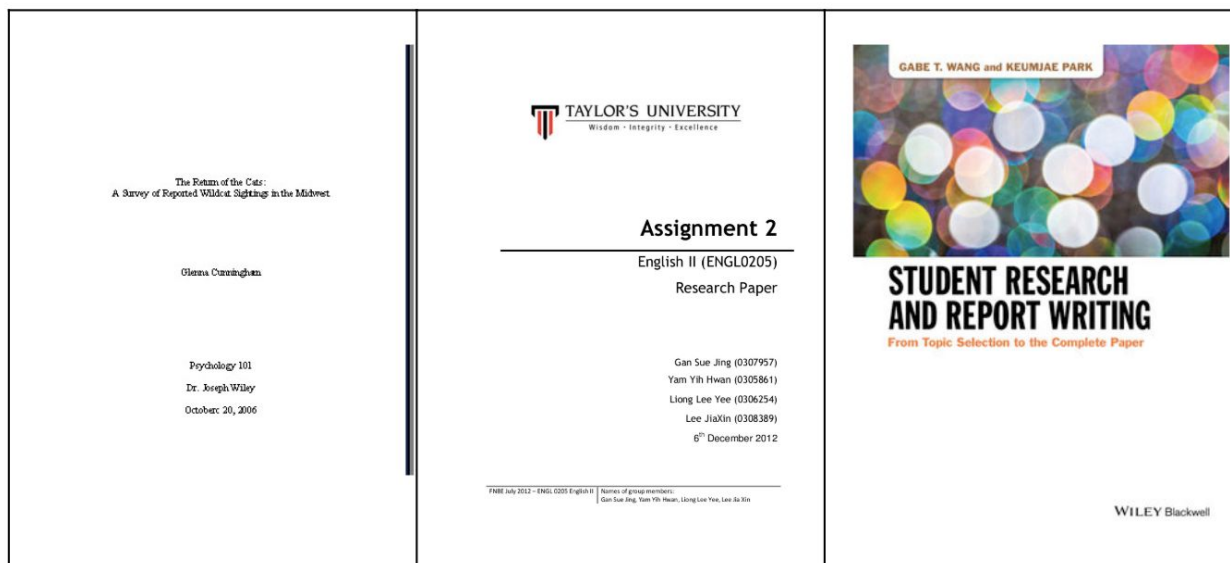 The Return of the Cats:
A Survey of Reported Wildcat Sightings in the Midwest
Glenna Cunningham
Psychology 101
Dr. Joseph Wiley
Octoberc 20, 2006
TAYLOR'S UNIVERSITY
Wisdom · Integrity · Excellence
Assignment 2
English II (ENGL0205)
Research Paper
Gan Sue Jing (0307957)
Yam Yih Hwan (0305861)
Liong Lee Yee (0306254)
Lee JiaXin (0308389)
6th December 2012
FNBE July 2012 – ENGL 0205 English II
Names of group members:
Gan Sue Jing, Yam Yih Hwan, Liong Lee Yee, Lee Jia Xin
GABE T. WANG and KEUMJAE PARK
STUDENT RESEARCH
AND REPORT WRITING
From Topic Selection to the Complete Paper
WILEY Blackwell